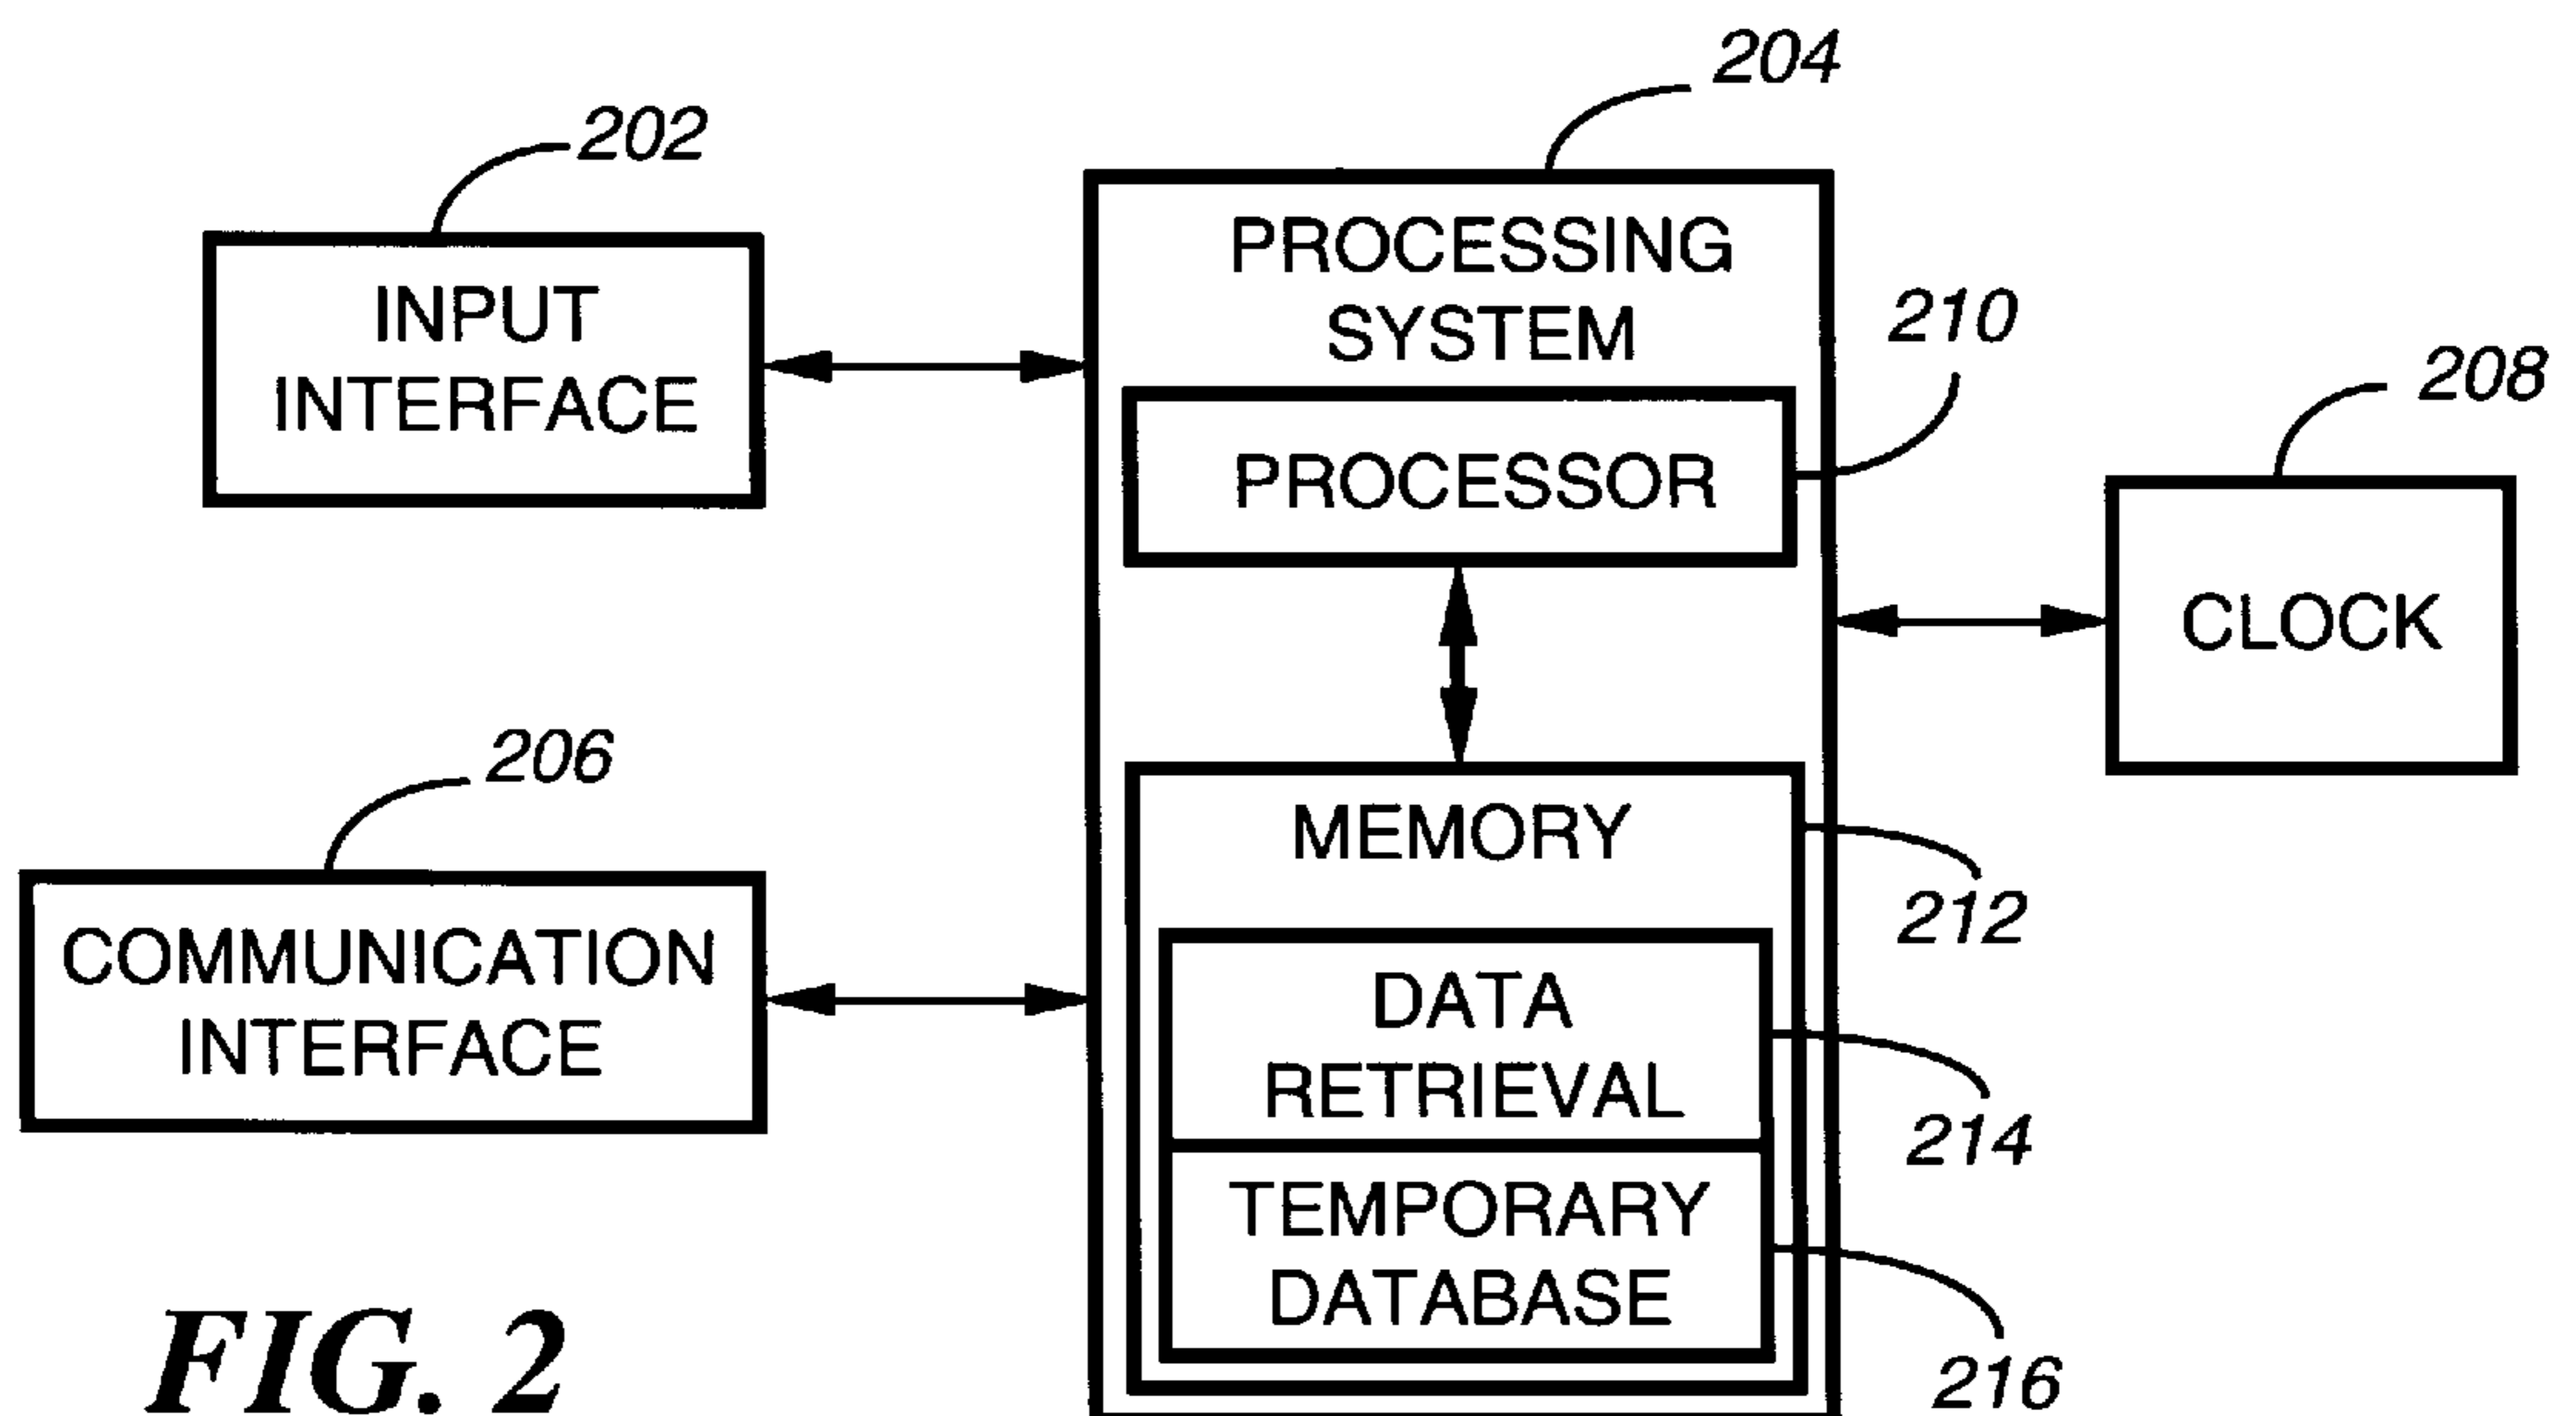 204
202
PROCESSING
SYSTEM
INPUT
INTERFACE
210
208
PROCESSOR
CLOCK
206
MEMORY
212
COMMUNICATION
INTERFACE
DATA
RETRIEVAL
214
TEMPORARY
DATABASE
216
FIG. 2